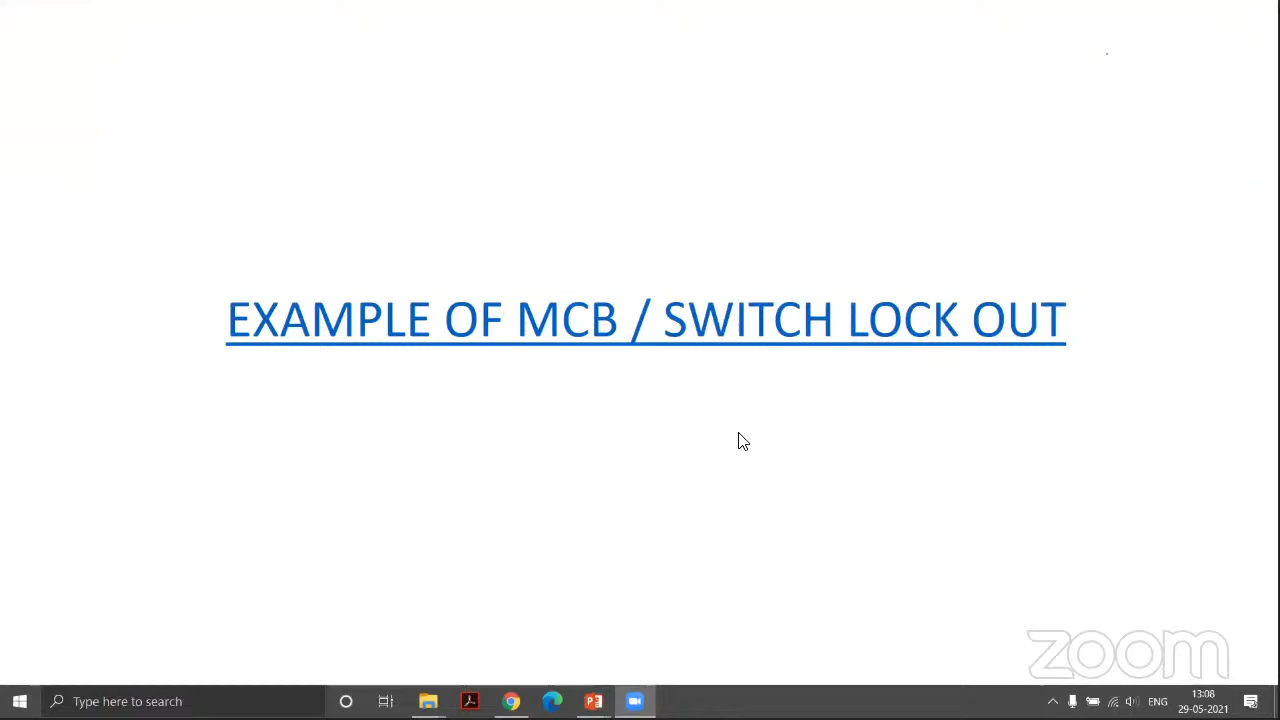 EXAMPLE OF MCB / SWITCH LOCK OUT
zoom
Type here to search
ENG
13:08
29-05-2021